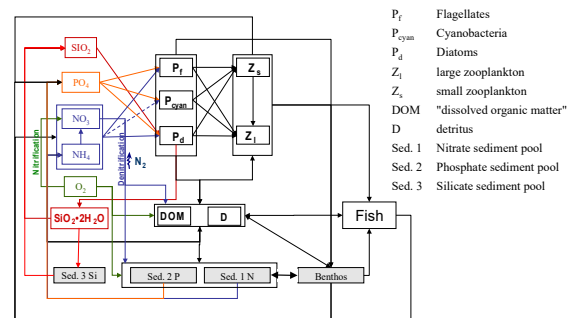 SIO2
PO4
NO3
NH4
O2
SiO2•2H2O
Sed. 3 Si
Nitrification
Denitrification
N2
Pf
Pcyan
Pd
Zs
Zl
DOM
D
Fish
Sed. 2 P
Sed. 1 N
Benthos
Pf Flagellates
Pcyan Cyanobacteria
Pd Diatoms
Zl large zooplankton
Zs small zooplankton
DOM "dissolved organic matter"
D detritus
Sed. 1 Nitrate sediment pool
Sed. 2 Phosphate sediment pool
Sed. 3 Silicate sediment pool